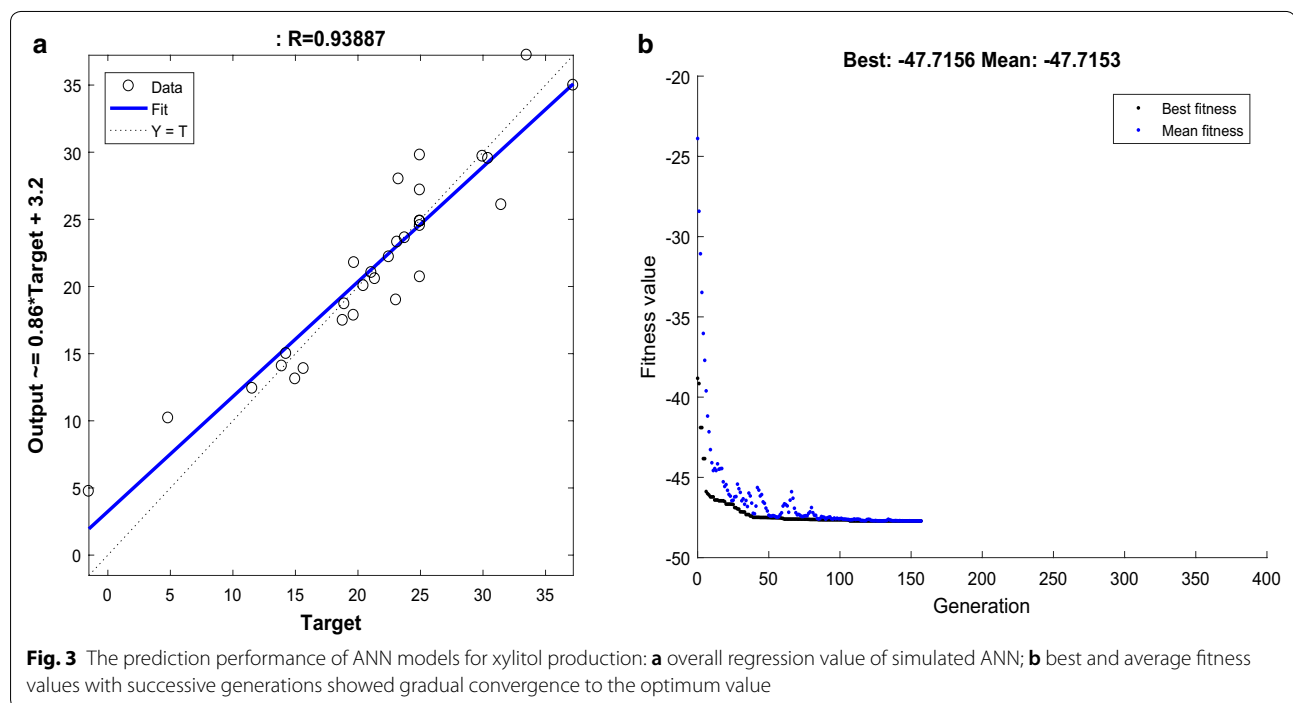 a
: R=0.93887
Data
Fit
Y = T
Output ~= 0.86*Target + 3.2
35
30
25
20
15
10
5
0
0 5 10 15 20 25 30 35
Target
b
Best: -47.7156 Mean: -47.7153
Best fitness
Mean fitness
Fitness value
-20
-25
-30
-35
-40
-45
-50
0 50 100 150 200 250 300 350 400
Generation
Fig. 3 The prediction performance of ANN models for xylitol production: a overall regression value of simulated ANN; b best and average fitness
values with successive generations showed gradual convergence to the optimum value